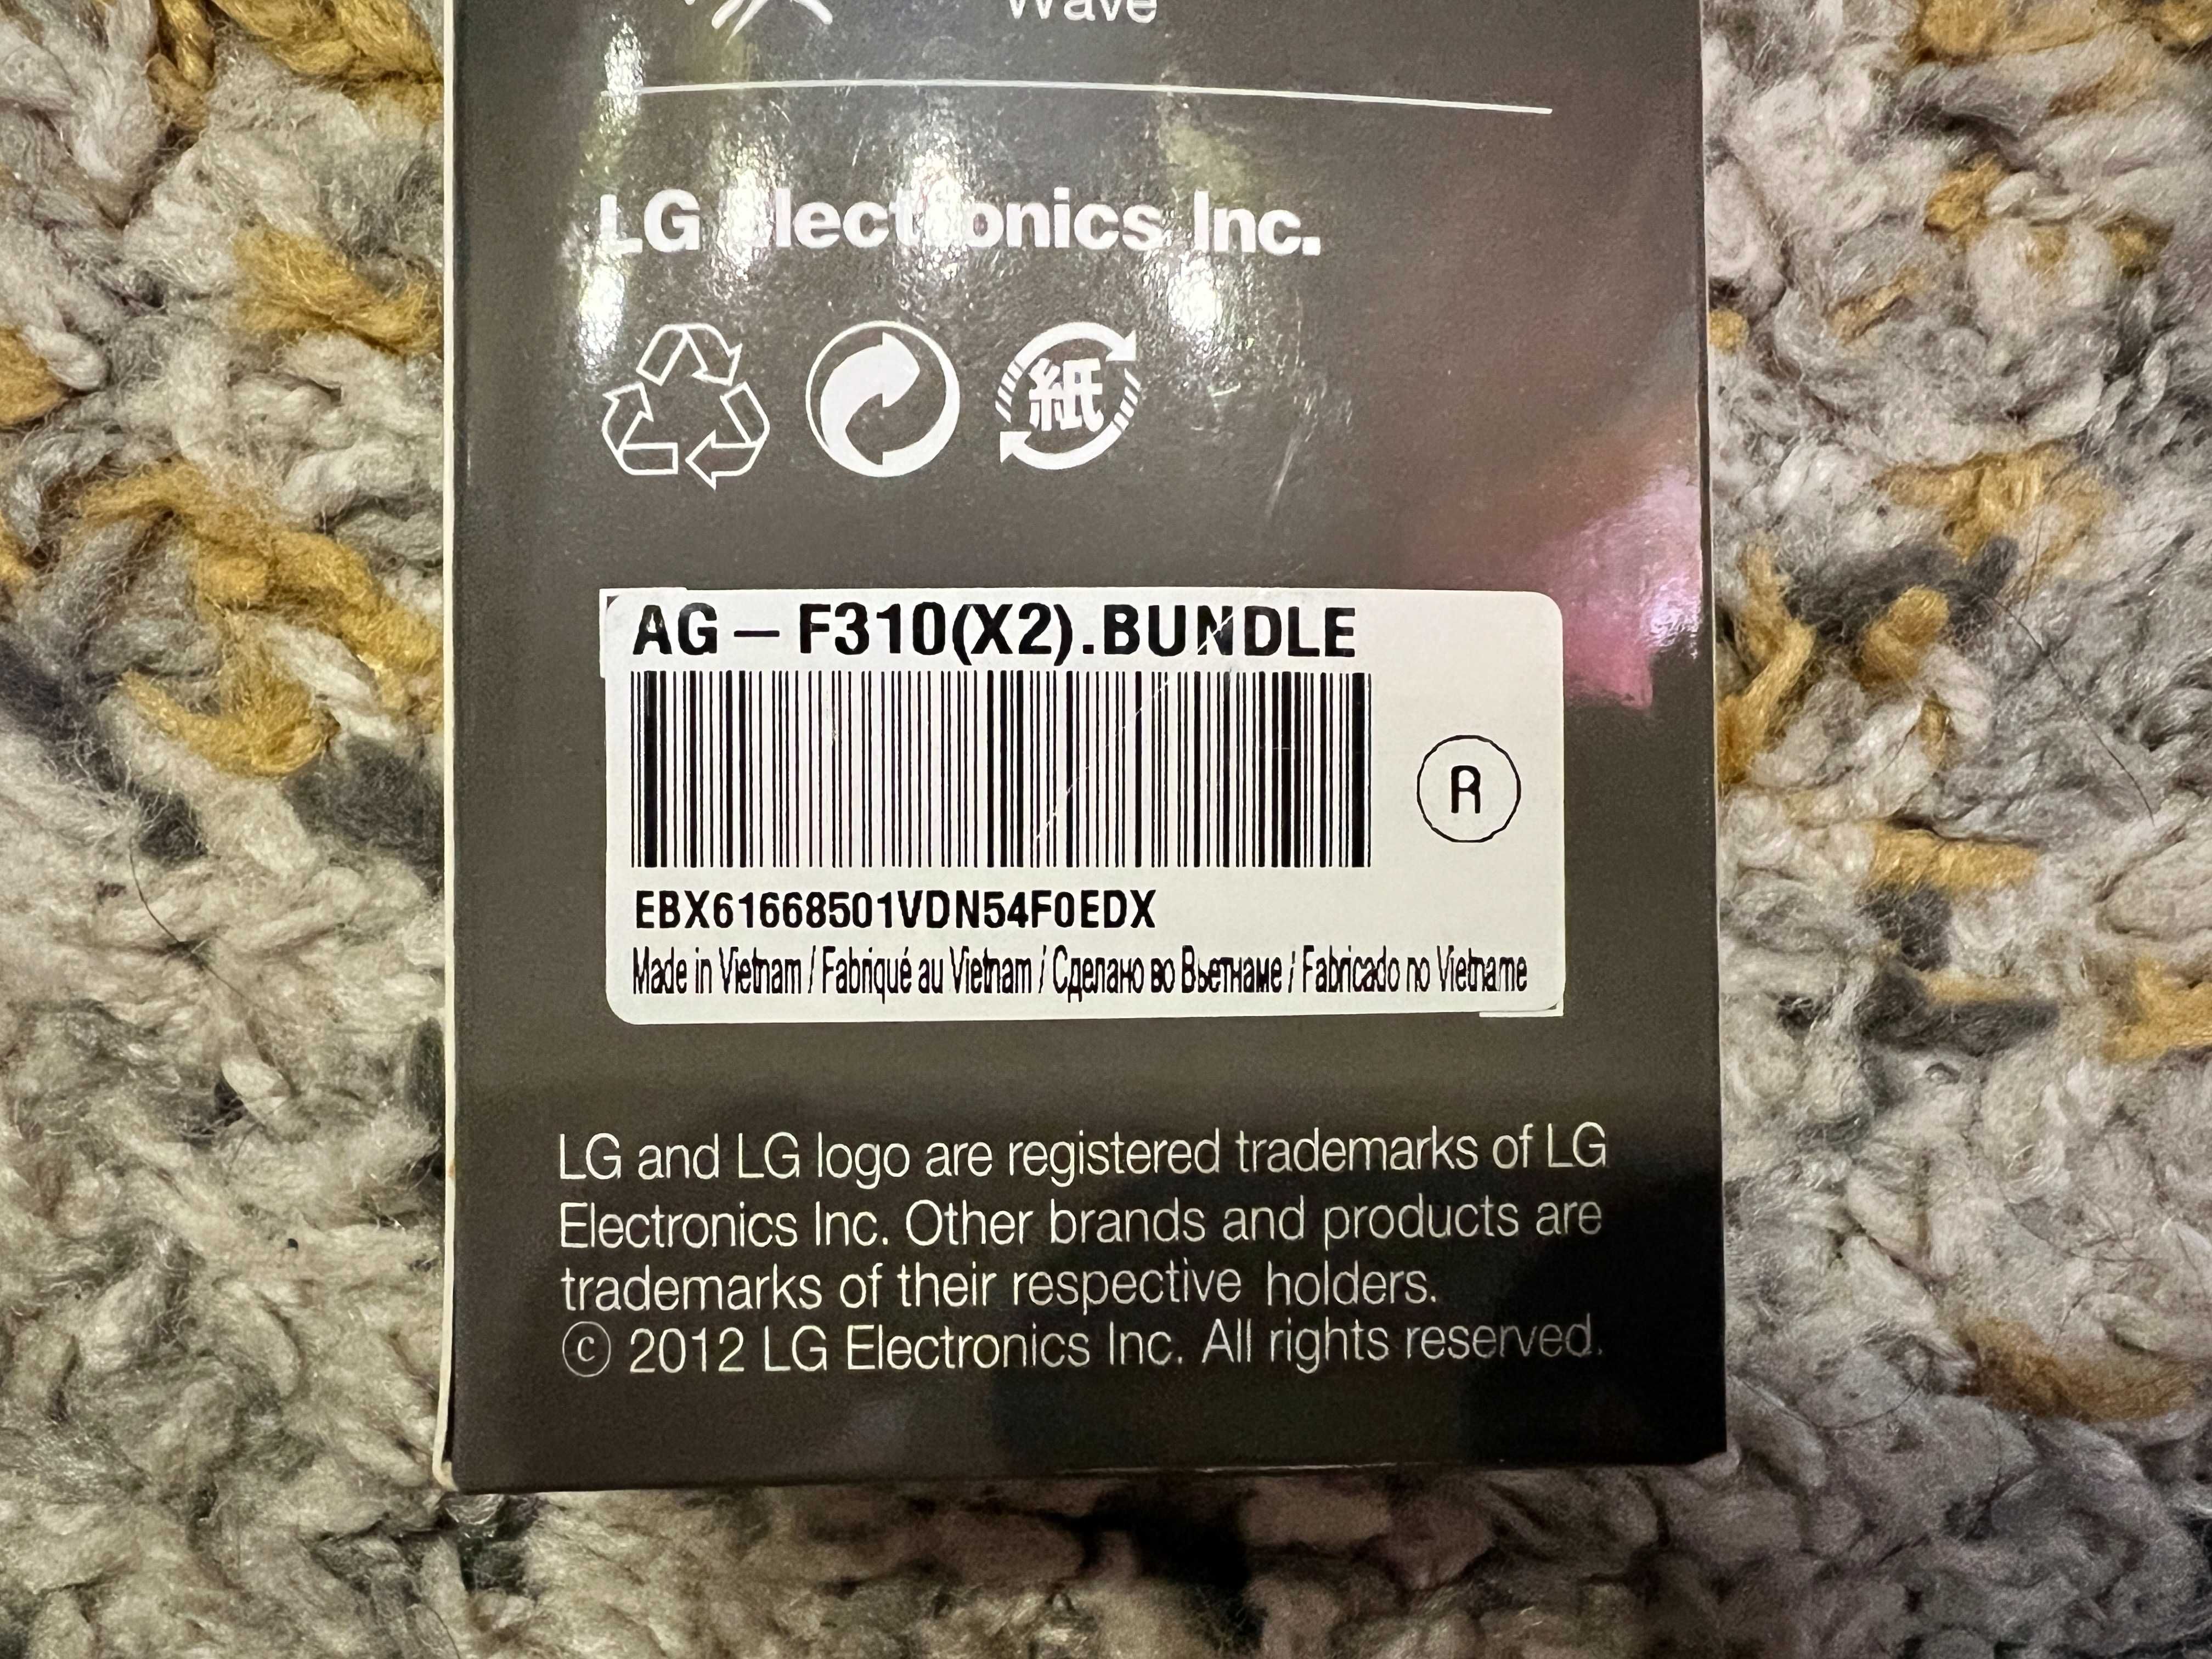 Wave
LG Electronics Inc.
紙
AG – F310(X2).BUNDLE
R
EBX61668501VDN54F0EDX
Made in Vietnam / Fabriqué au Vietnam / Сделано во Вьетнаме / Fabricado no Vietname
LG and LG logo are registered trademarks of LG
Electronics Inc. Other brands and products are
trademarks of their respective holders.
© 2012 LG Electronics Inc. All rights reserved.